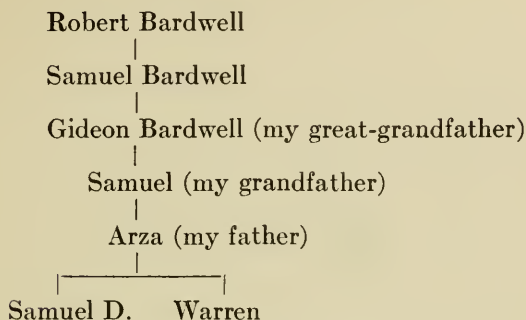 Robert Bardwell
Samuel Bardwell
Gideon Bardwell (my great-grandfather)
Samuel (my grandfather)
Arza (my father)
Samuel D. Warren